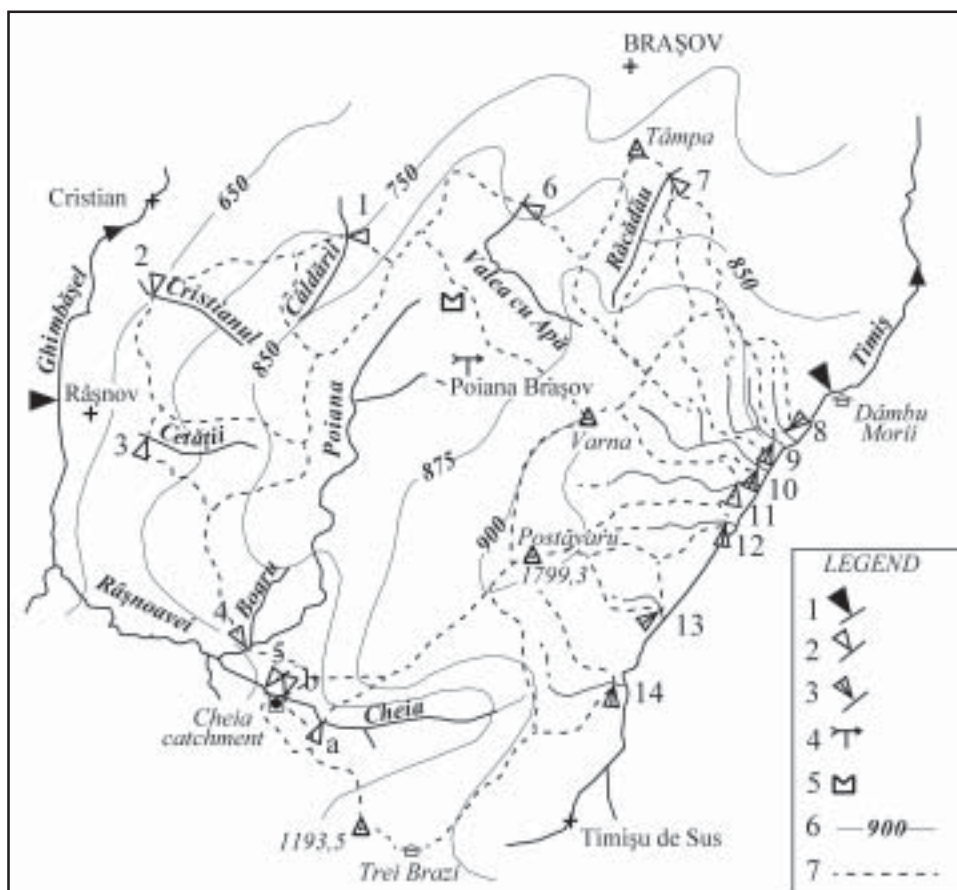 BRAŞOV
Tâmpa
Cristian
650
750
1
6
7
2
Ghimbăşel
Cristianul
Căldării
Valea cu Apă
Răcădău
850
850
Timiş
Râşnov
Poiana
Poiana Braşov
Dâmbu
Morii
3
Cetăţii
875
Varna
8
9
10
11
12
900
Postăvaru
1799,3
Râşnoavei
4
Bogru
13
5
b
14
Cheia
catchment
a
Cheia
1193,5
Trei Brazi
Timişu de Sus
LEGEND
1
2
3
4
5
6 900
7